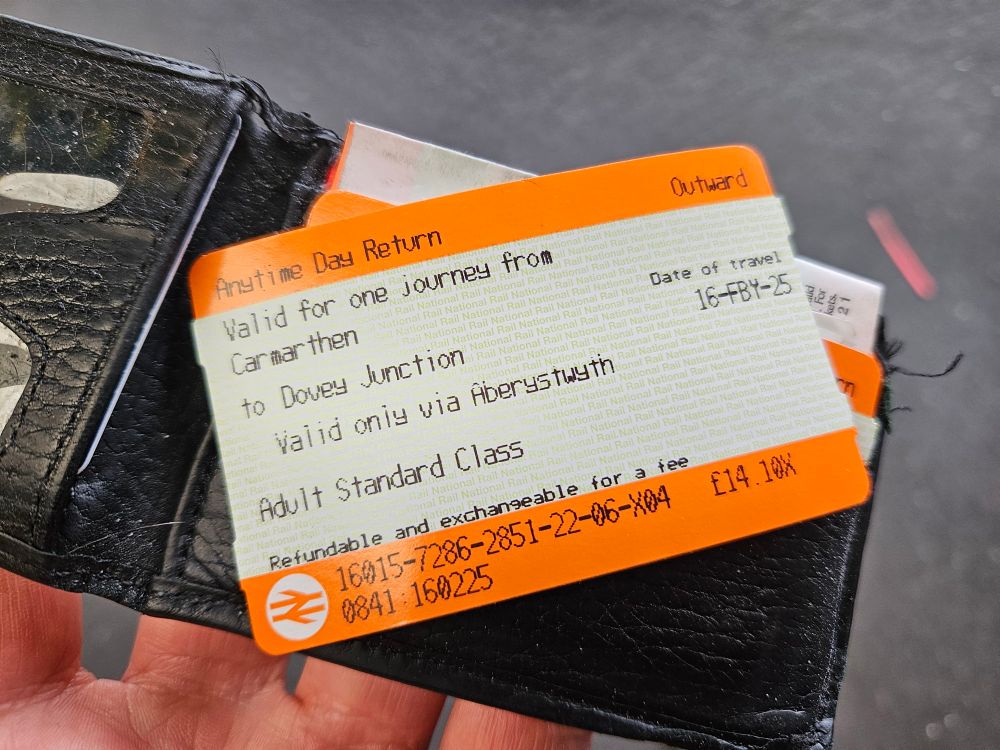 Anytime Day Return
Outward
Valid for one journey from
Date of travel
Carmarthen
16-FBY-25
to Dovey Junction
Valid only via Aberystwyth
Adult Standard Class
Refundable and exchangeable for a fee
16015-7286-2851-22-06-X04
£14.10X
0841 160225
For
21